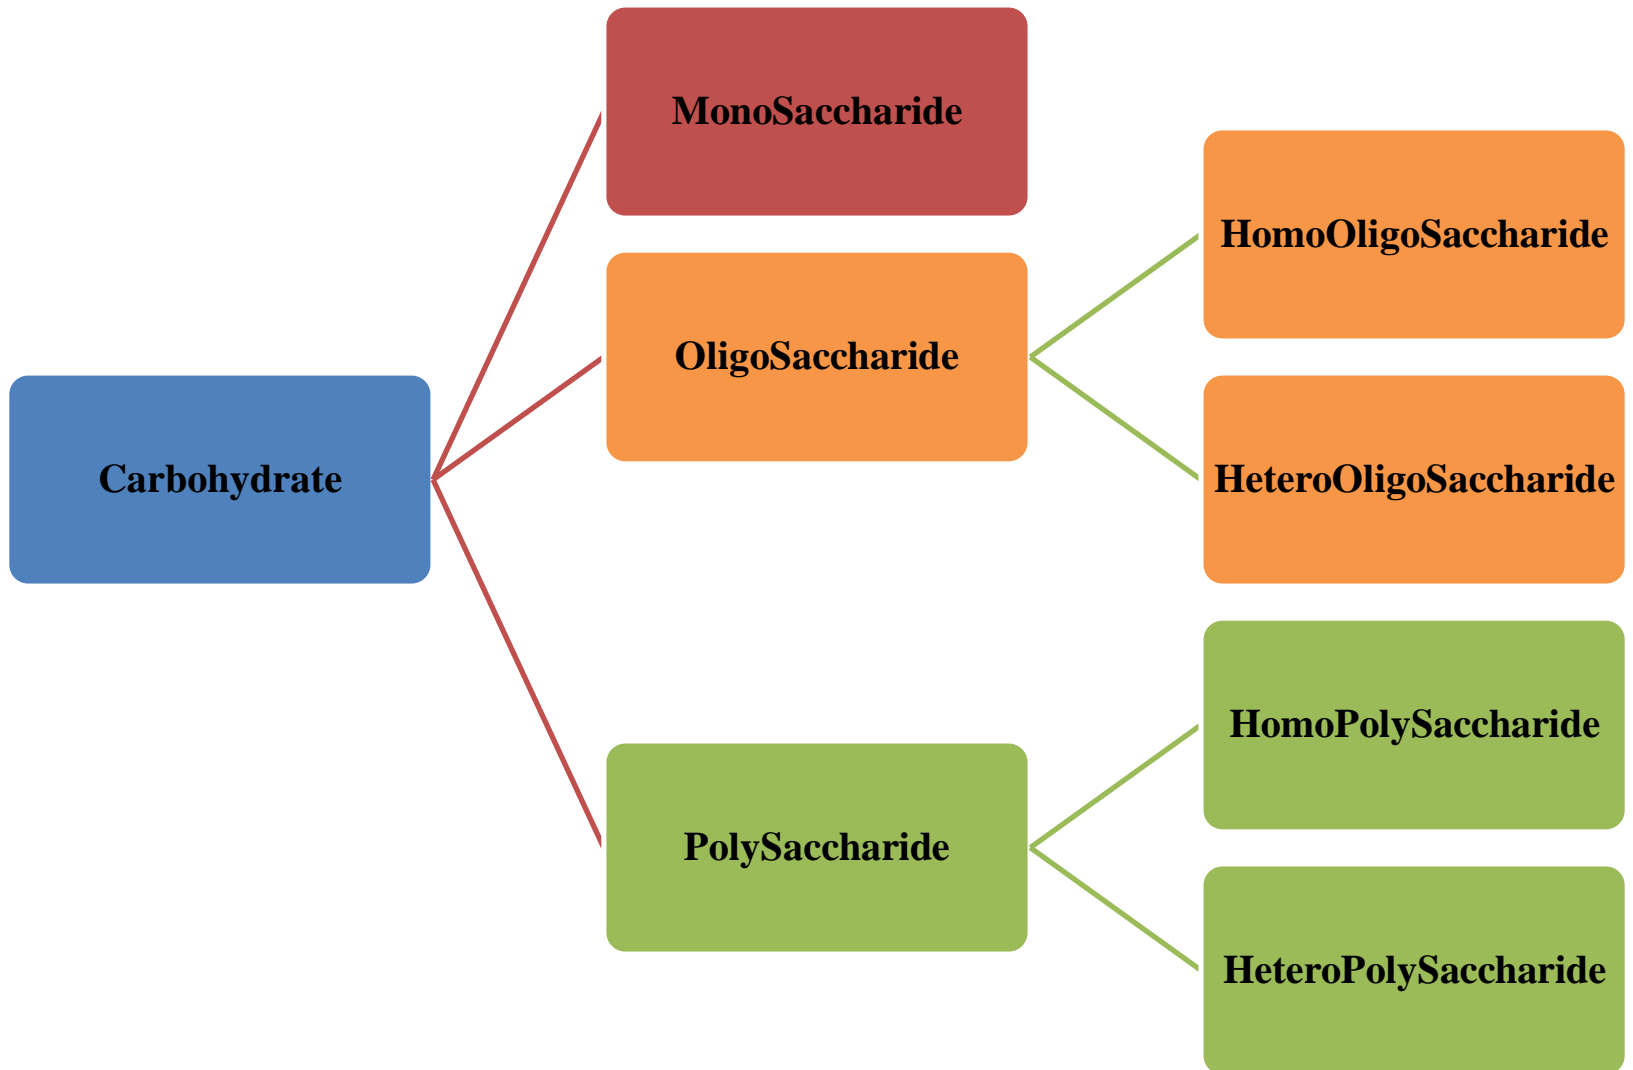 MonoSaccharide
HomoOligoSaccharide
OligoSaccharide
Carbohydrate
HeteroOligoSaccharide
HomoPolySaccharide
PolySaccharide
HeteroPolySaccharide